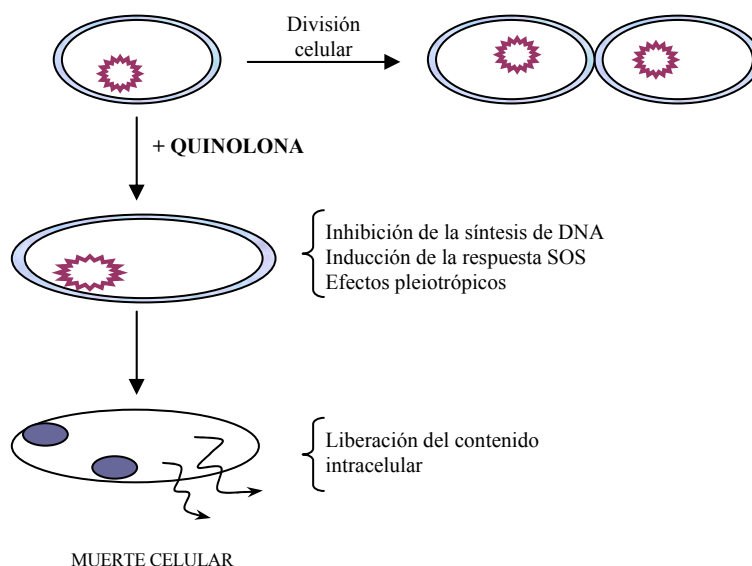 División
celular
+ QUINOLONA
Inhibición de la síntesis de DNA
Inducción de la respuesta SOS
Efectos pleiotrópicos
Liberación del contenido
intracelular
MUERTE CELULAR